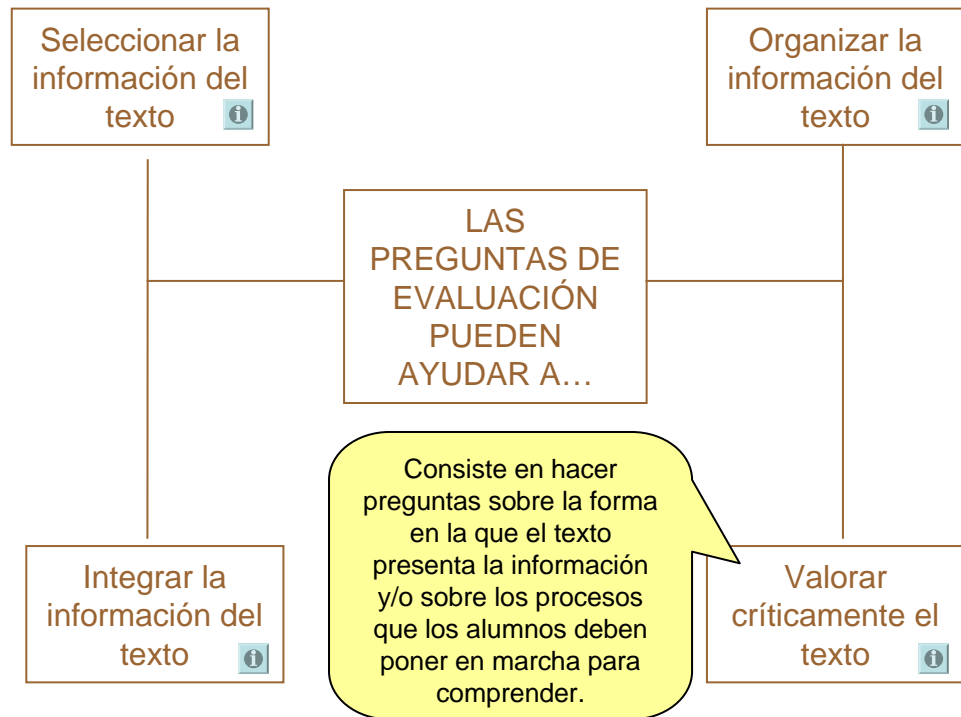 Seleccionar la
información del
texto
Organizar la
información del
texto
LAS
PREGUNTAS DE
EVALUACIÓN
PUEDEN
AYUDAR A…
Consiste en hacer
preguntas sobre la forma
en la que el texto
presenta la información
y/o sobre los procesos
que los alumnos deben
poner en marcha para
comprender.
Integrar la
información del
texto
Valorar
críticamente el
texto